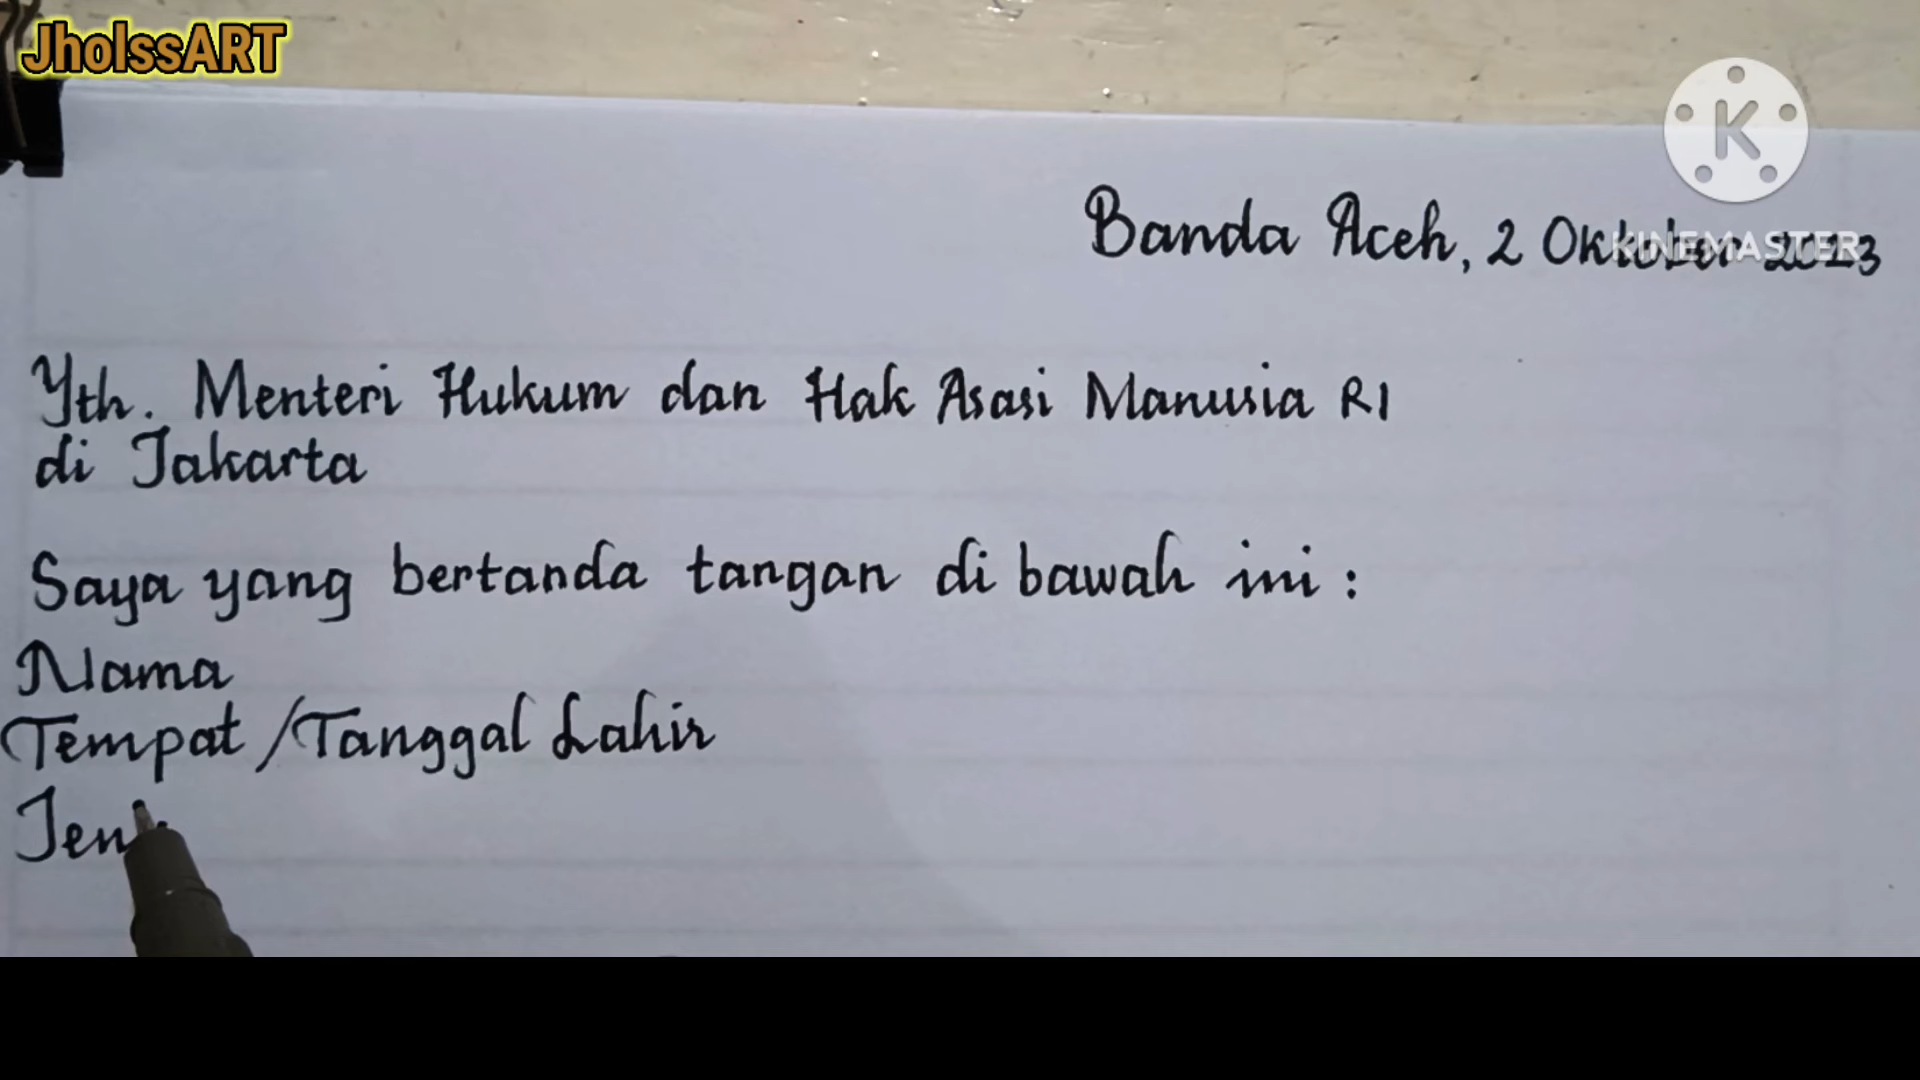 JholssART
K
Banda Aceh, 2 Oktober 2023
KINEMASTER
Yth. Menteri Hukum dan Hak Asasi Manusia RI
di Jakarta
Saya yang bertanda tangan di bawah ini :
Nama
Tempat /Tanggal Lahir